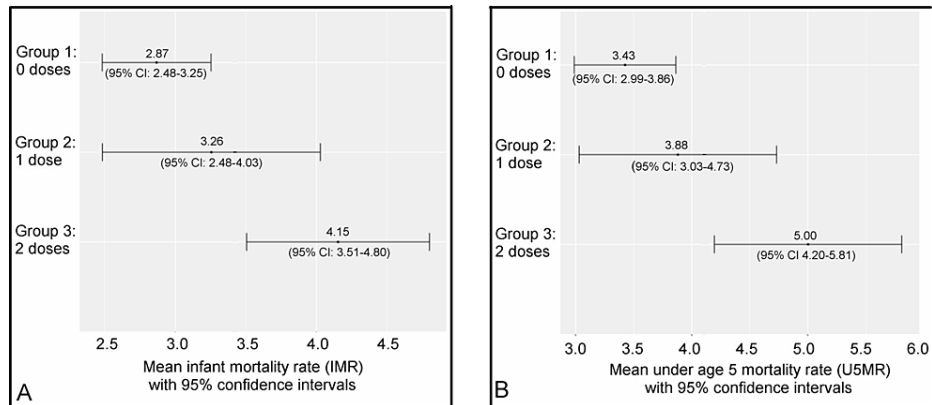 Group 1:
0 doses
2.87
(95% CI: 2.48-3.25)
Group 2:
1 dose
3.26
(95% CI: 2.48-4.03)
Group 3:
2 doses
4.15
(95% CI: 3.51-4.80)
2.5 3.0 3.5 4.0 4.5
Mean infant mortality rate (IMR)
with 95% confidence intervals
A
Group 1:
0 doses
3.43
(95% CI: 2.99-3.86)
Group 2:
1 dose
3.88
(95% CI: 3.03-4.73)
Group 3:
2 doses
5.00
(95% CI 4.20-5.81)
3.0 3.5 4.0 4.5 5.0 5.5 6.0
Mean under age 5 mortality rate (U5MR)
with 95% confidence intervals
B